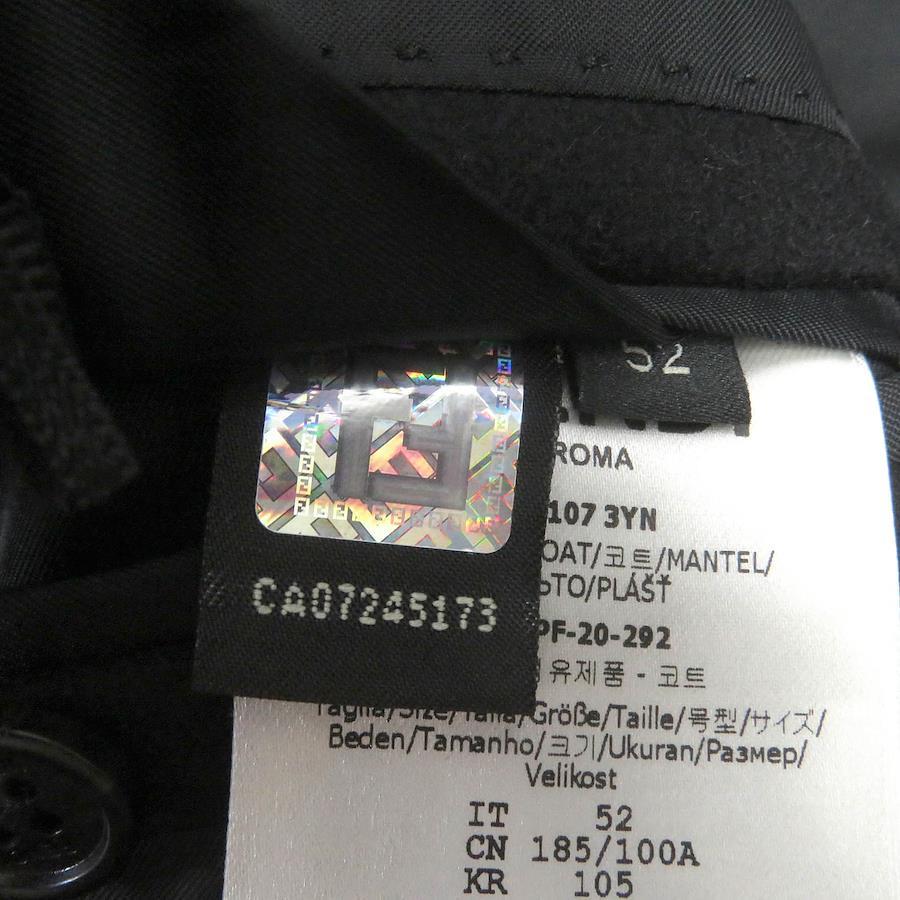 52
ROMA
107 3YN
OAT/코트/MANTEL/
STO/PLÁŠŤ
PF-20-292
유제품 - 코트
CA07245173
Taglia/Size/Talla/Größe/Taille/号型/サイズ/
Beden/Tamanho/크기/Ukuran/Размер/
Velikost
IT 52
CN 185/100A
KR 105